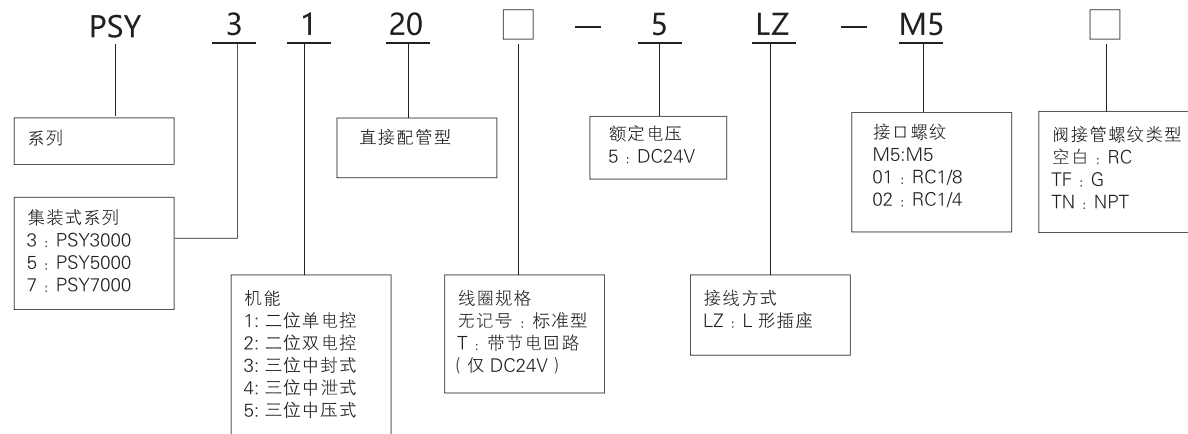 PSY 3 1 20 □ — 5 LZ — M5 □
系列
集装式系列
3：PSY3000
5：PSY5000
7：PSY7000
机能
1: 二位单电控
2: 二位双电控
3: 三位中封式
4: 三位中泄式
5: 三位中压式
直接配管型
线圈规格
无记号：标准型
T：带节电回路
（仅 DC24V）
额定电压
5：DC24V
接线方式
LZ：L 形插座
接口螺纹
M5:M5
01：RC1/8
02：RC1/4
阀接管螺纹类型
空白：RC
TF：G
TN：NPT